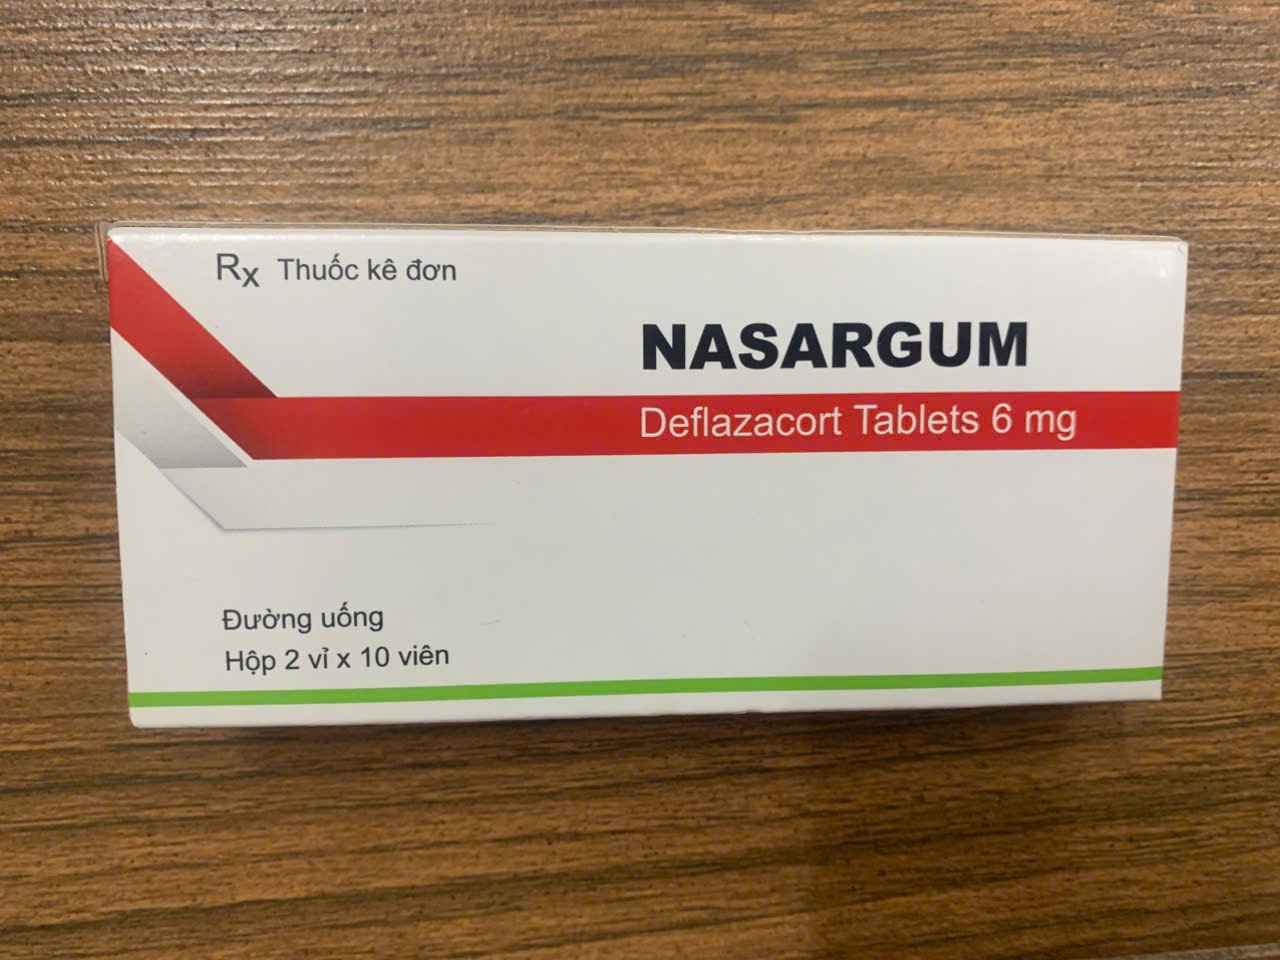 Rx Thuốc kê đơn
NASARGUM
Deflazacort Tablets 6 mg
Đường uống
Hộp 2 vỉ x 10 viên